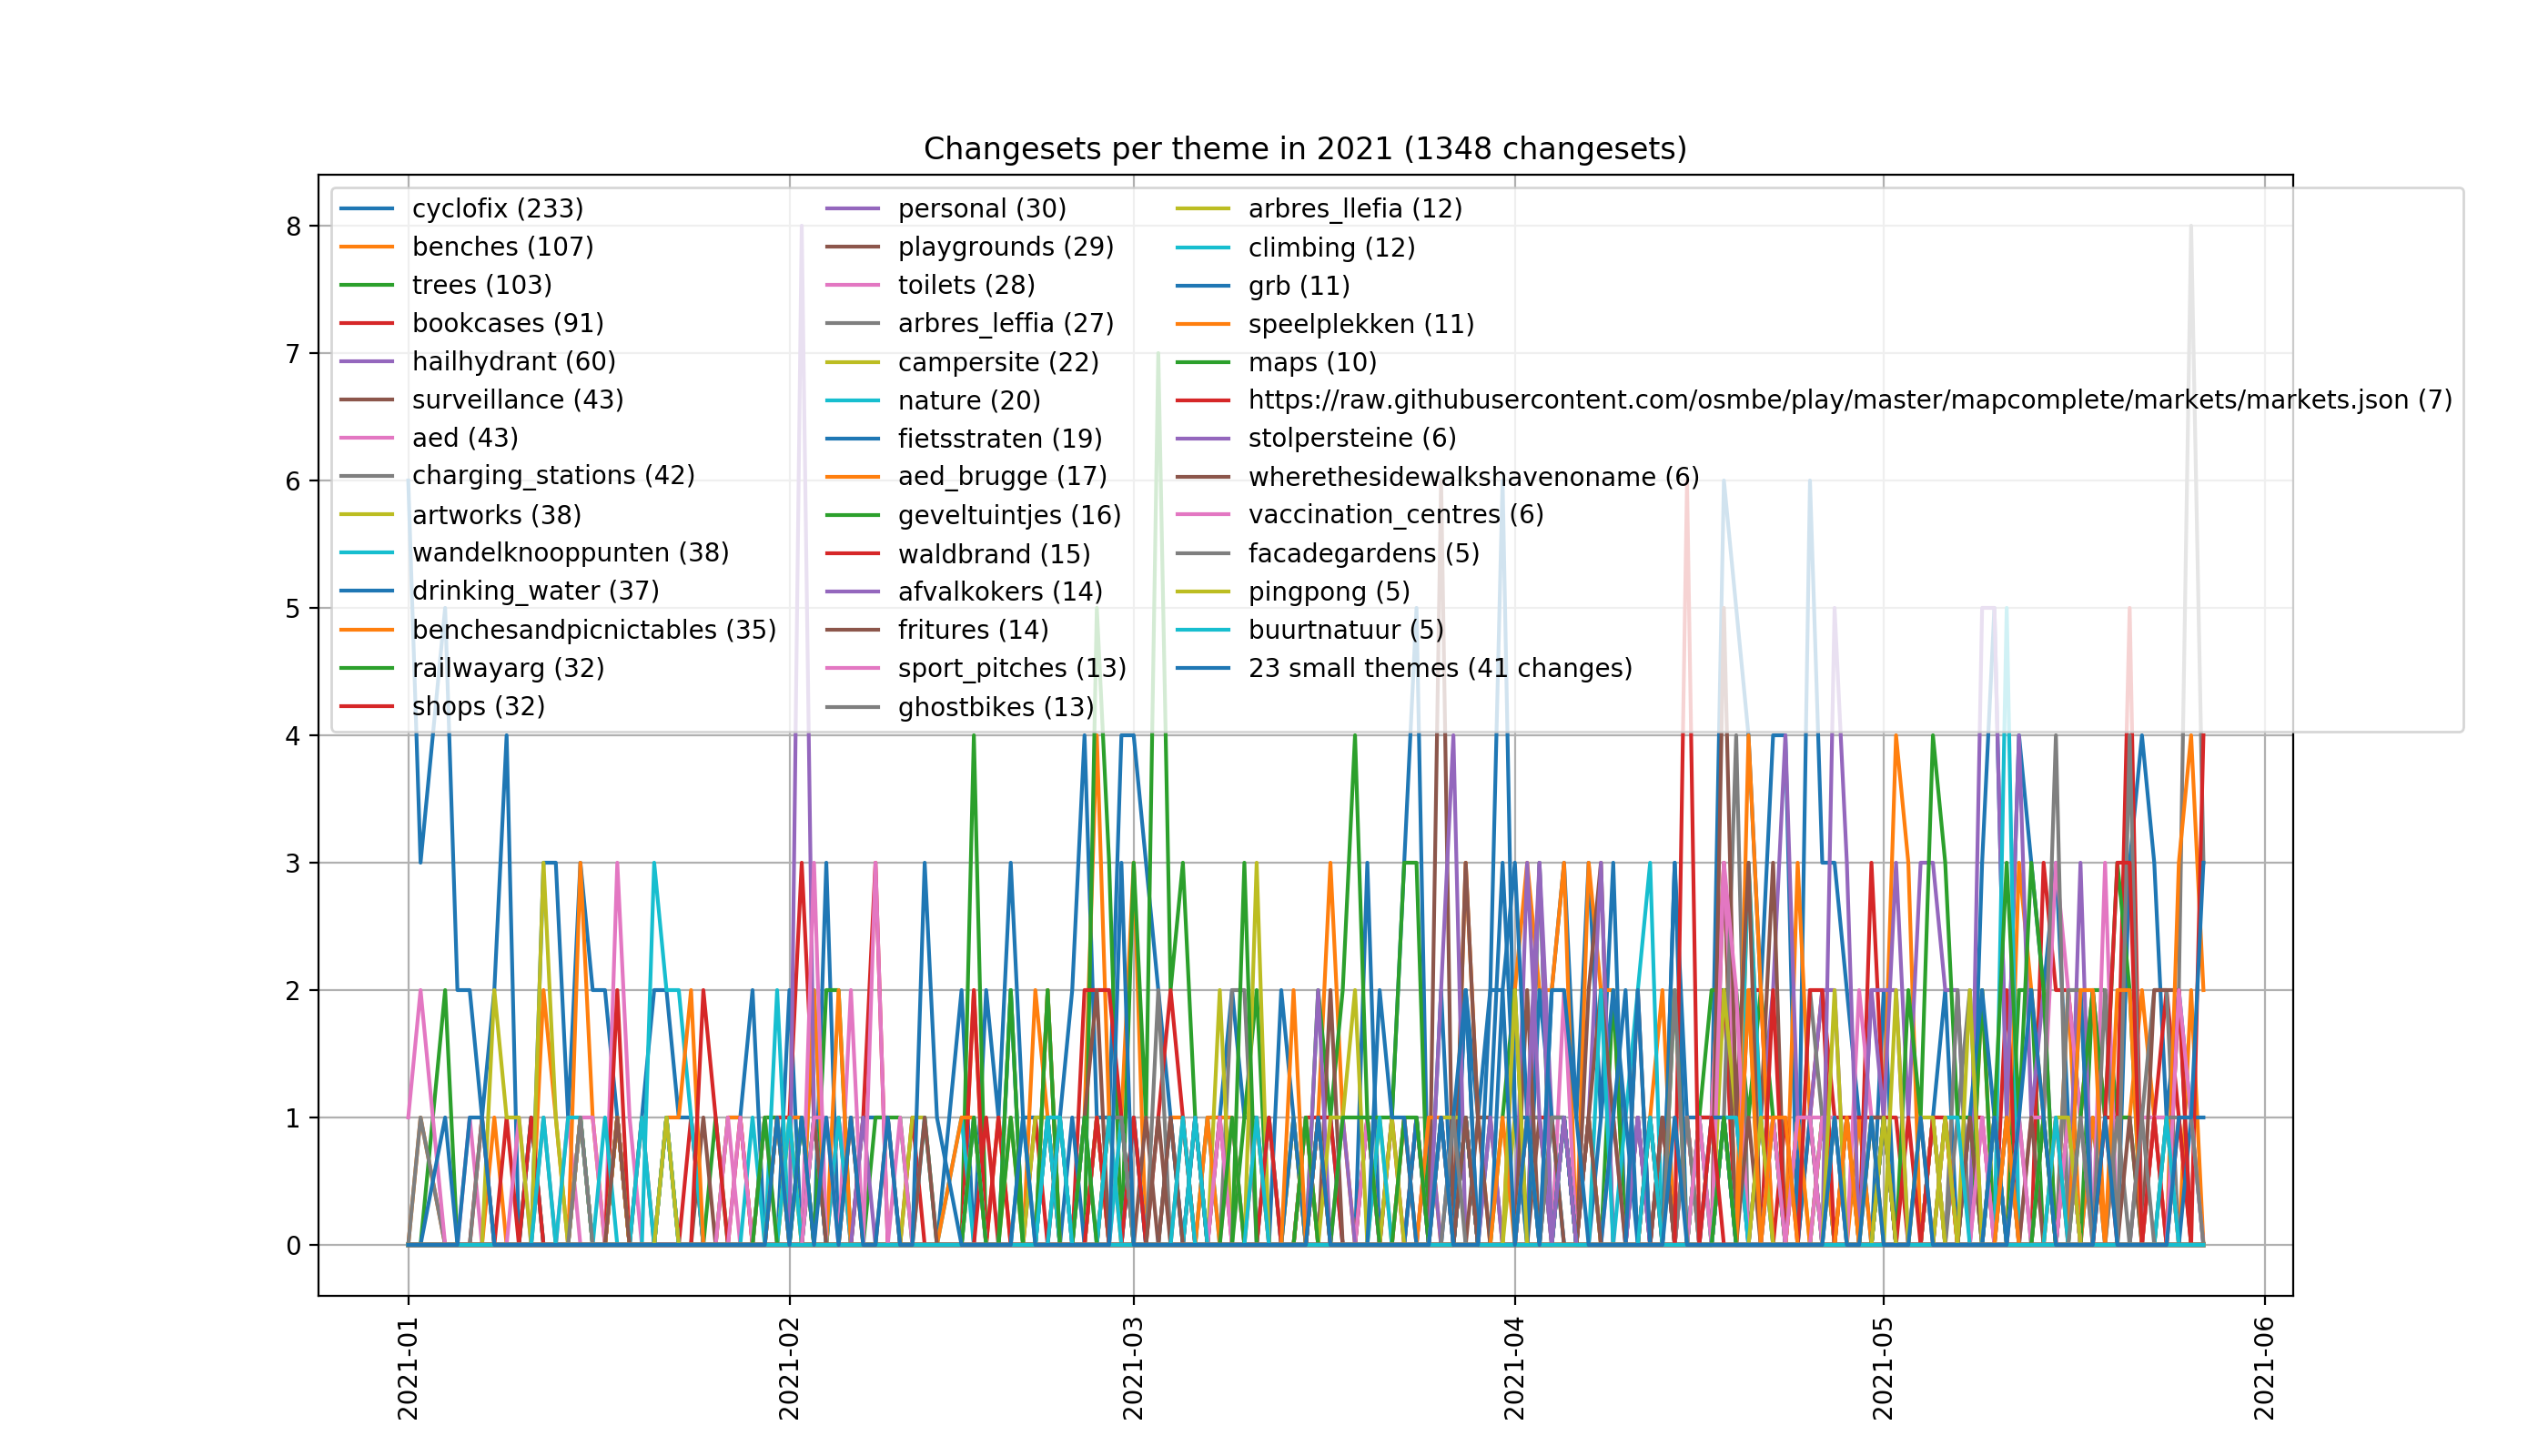 Changesets per theme in 2021 (1348 changesets)
cyclofix (233)
benches (107)
trees (103)
bookcases (91)
hailhydrant (60)
surveillance (43)
aed (43)
charging_stations (42)
artworks (38)
wandelknooppunten (38)
drinking_water (37)
benchesandpicnictables (35)
railwayarg (32)
shops (32)
personal (30)
playgrounds (29)
toilets (28)
arbres_leffia (27)
campersite (22)
nature (20)
fietsstraten (19)
aed_brugge (17)
geveltuintjes (16)
waldbrand (15)
afvalkokers (14)
fritures (14)
sport_pitches (13)
ghostbikes (13)
arbres_llefia (12)
climbing (12)
grb (11)
speelplekken (11)
maps (10)
https://raw.githubusercontent.com/osmbe/play/master/mapcomplete/markets/markets.json (7)
stolpersteine (6)
wherethesidewalkshavenoname (6)
vaccination_centres (6)
facadegardens (5)
pingpong (5)
buurtnatuur (5)
23 small themes (41 changes)
8
7
6
5
4
3
2
1
0
2021-01
2021-02
2021-03
2021-04
2021-05
2021-06